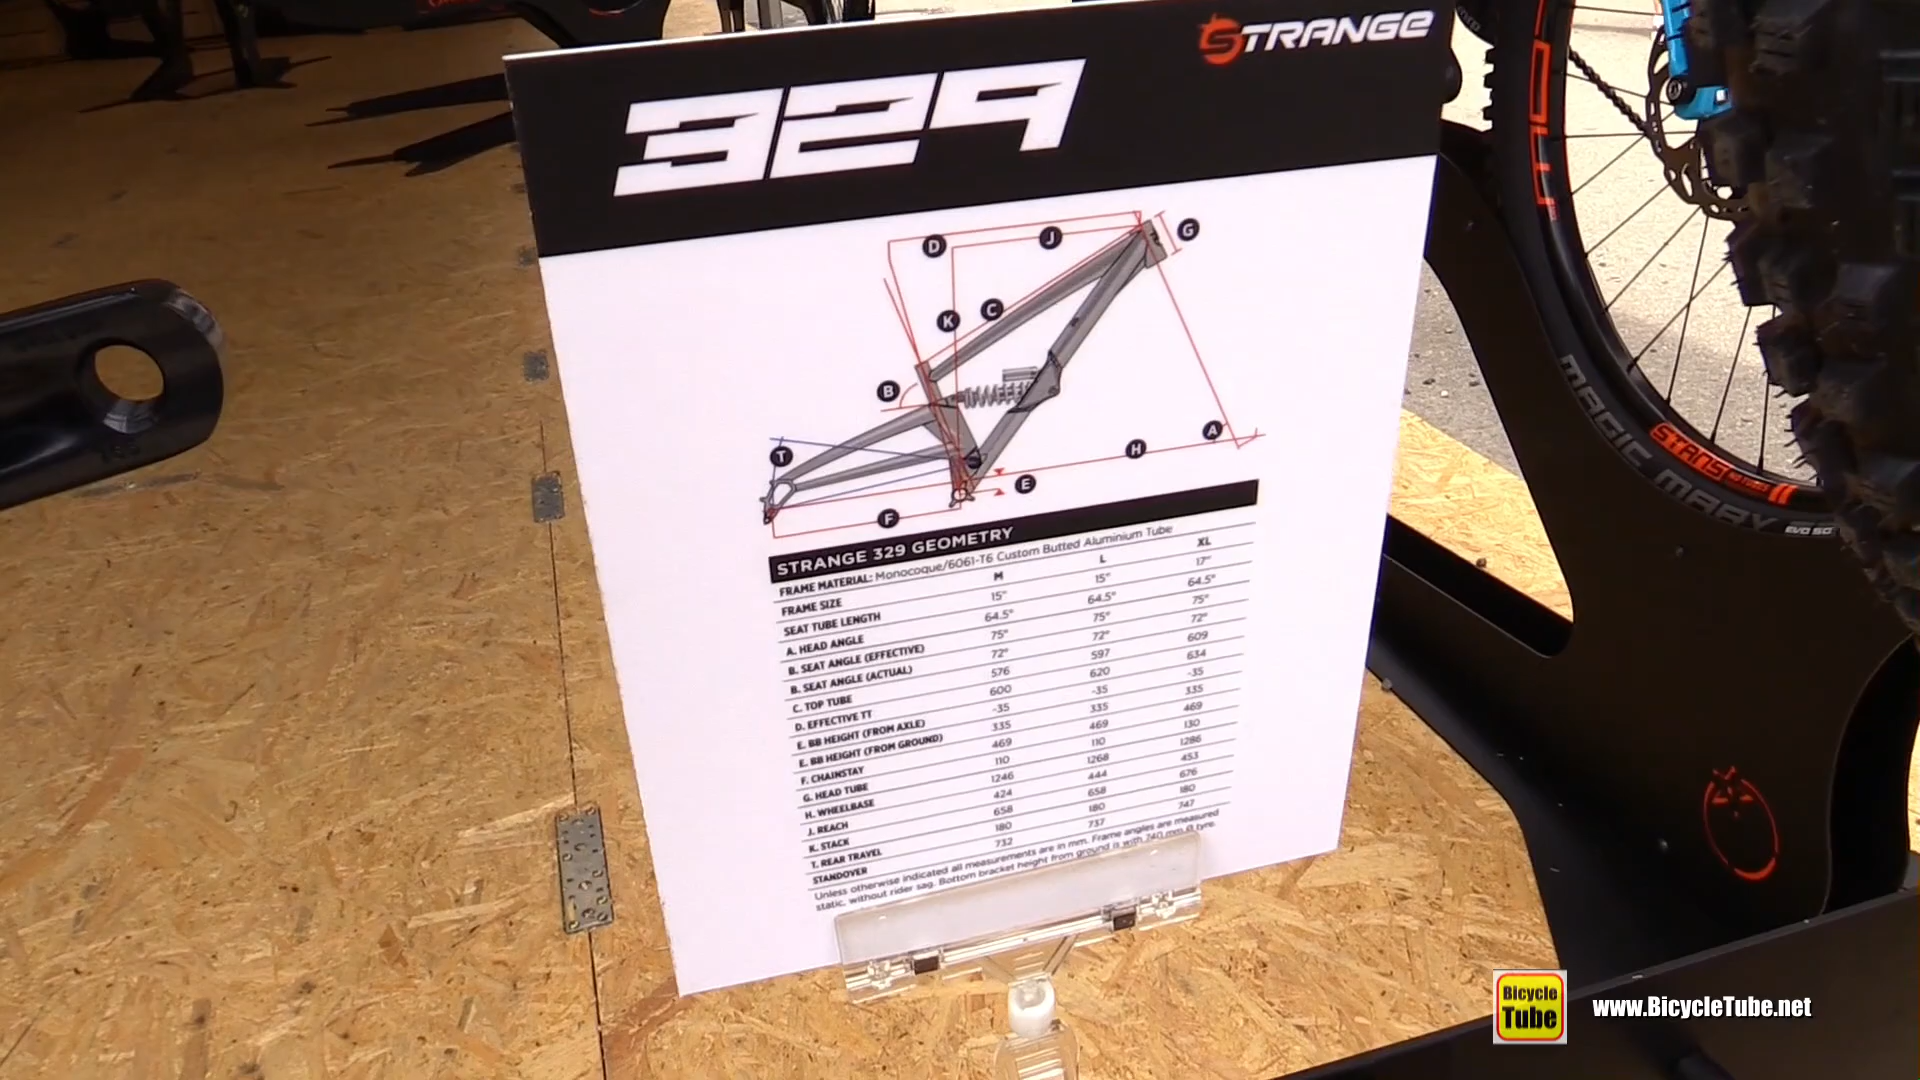 STRANGE
329
D J G
C
K
B
T H A
E
F
STRANGE 329 GEOMETRY
FRAME MATERIAL: Monocoque/6061-T6 Custom Butted Aluminium Tube
FRAME SIZE M L XL
SEAT TUBE LENGTH 15" 15" 17"
A. HEAD ANGLE 64.5° 64.5° 64.5°
B. SEAT ANGLE (EFFECTIVE) 75° 75° 75°
B. SEAT ANGLE (ACTUAL) 72° 72° 72°
C. TOP TUBE 576 597 609
D. EFFECTIVE TT 600 620 634
E. BB HEIGHT (FROM AXLE) -35 -35 -35
E. BB HEIGHT (FROM GROUND) 335 335 335
F. CHAINSTAY 469 469 469
G. HEAD TUBE 110 110 130
H. WHEELBASE 1246 1268 1286
J. REACH 424 444 453
K. STACK 658 658 676
T. REAR TRAVEL 180 180 180
STANDOVER 732 737 747
Unless otherwise indicated all measurements are in mm. Frame angles are measured
static, without rider sag. Bottom bracket height from ground is with 740 mm Ø tyre.
MAGIC MARY
EVO SG
STANS NOTUBES
Bicycle
Tube
www.BicycleTube.net